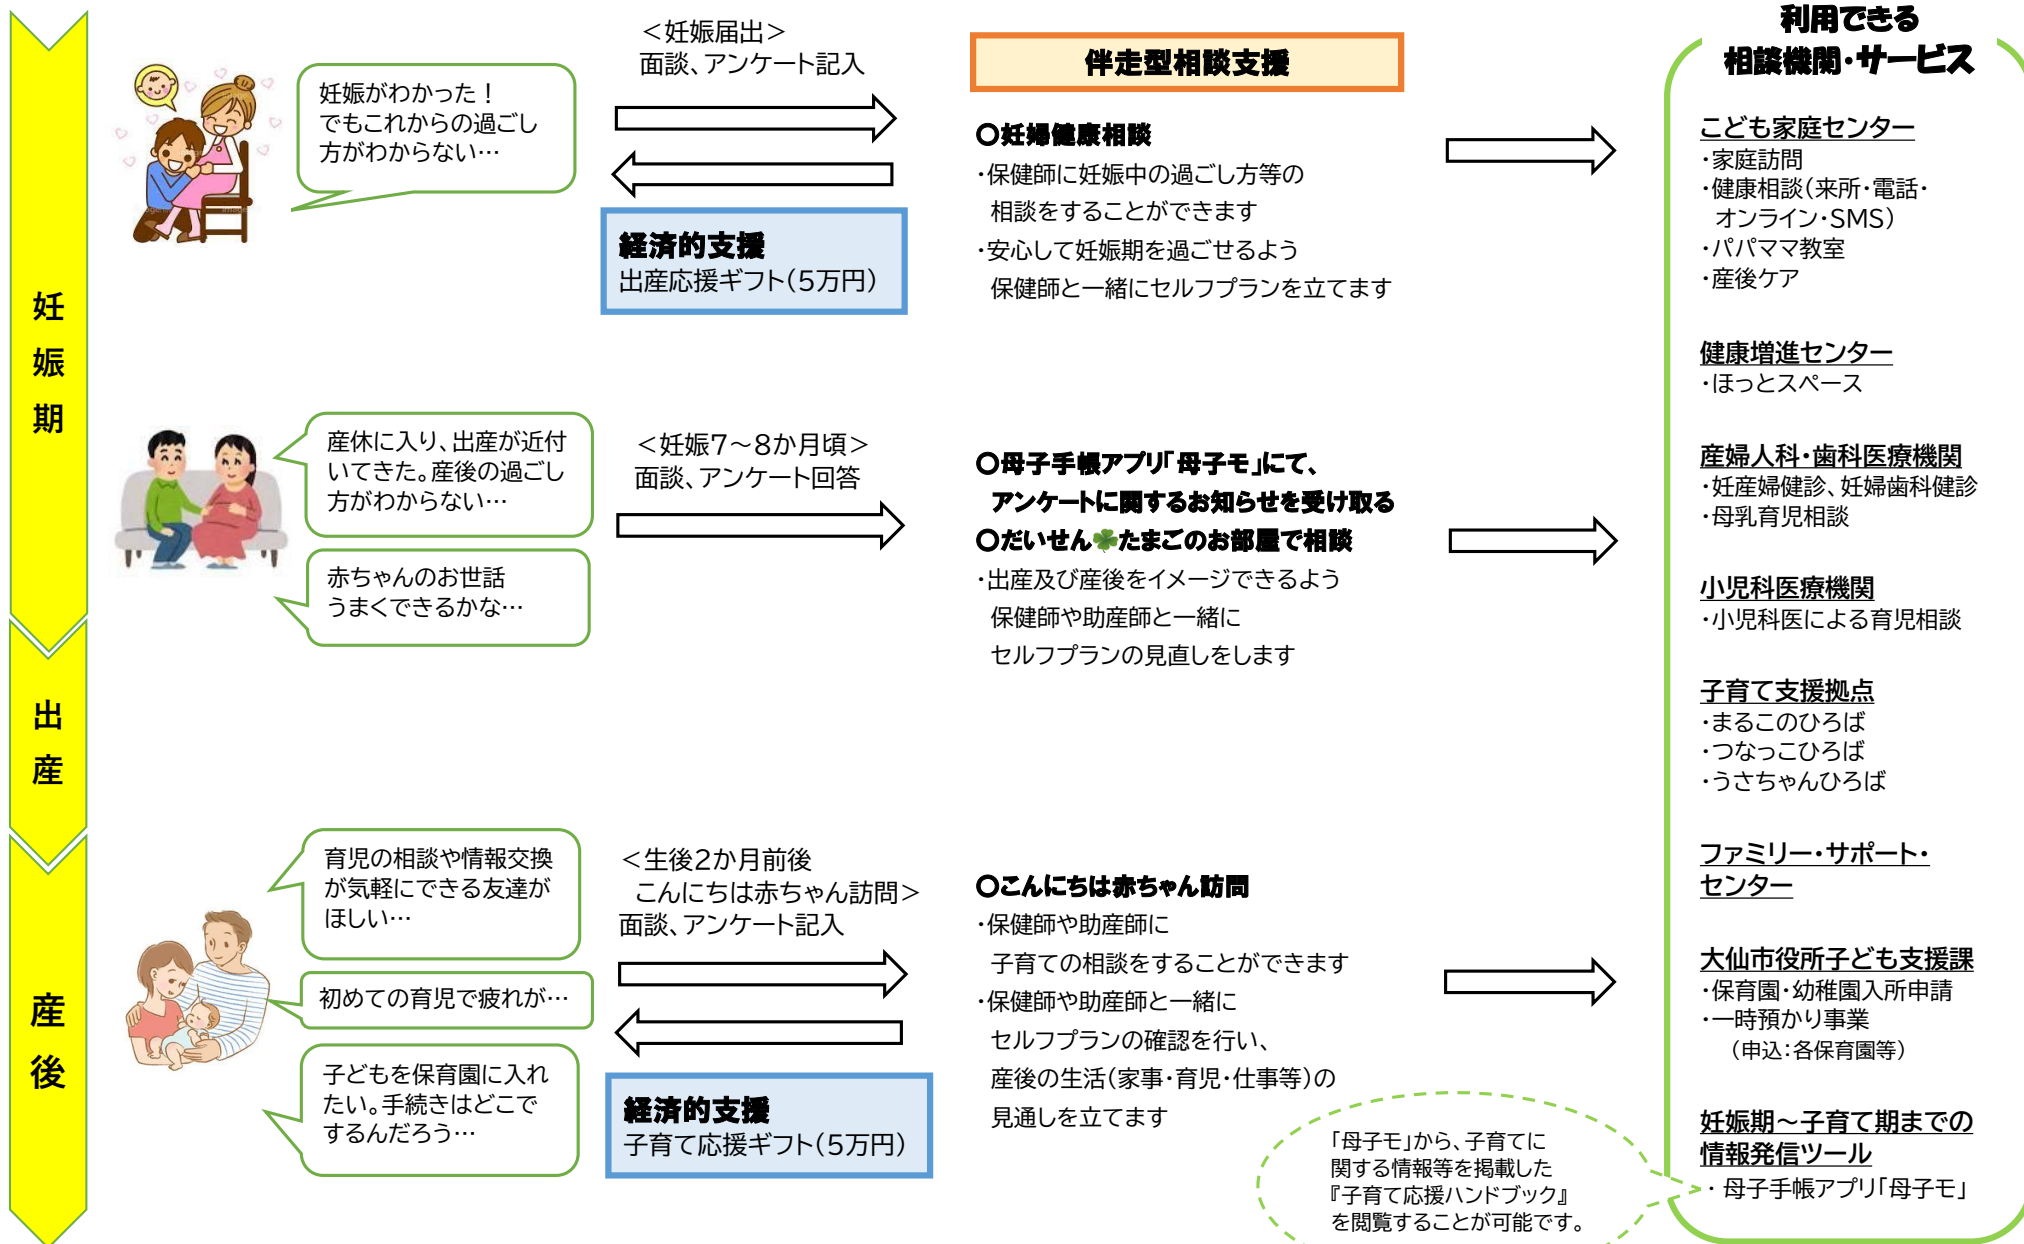 妊娠期
出産
産後
妊娠がわかった！
でもこれからの過ごし
方がわからない…
＜妊娠届出＞
面談、アンケート記入
経済的支援
出産応援ギフト(5万円)
伴走型相談支援
○妊婦健康相談
・保健師に妊娠中の過ごし方等の
相談をすることができます
・安心して妊娠期を過ごせるよう
保健師と一緒にセルフプランを立てます
産休に入り、出産が近付
いてきた。産後の過ごし
方がわからない…
赤ちゃんのお世話
うまくできるかな…
＜妊娠7～8か月頃＞
面談、アンケート回答
○母子手帳アプリ「母子モ」にて、
アンケートに関するお知らせを受け取る
○だいせん🍀たまごのお部屋で相談
・出産及び産後をイメージできるよう
保健師や助産師と一緒に
セルフプランの見直しをします
育児の相談や情報交換
が気軽にできる友達が
ほしい…
初めての育児で疲れが…
子どもを保育園に入れ
たい。手続きはどこで
するんだろう…
＜生後2か月前後
こんにちは赤ちゃん訪問＞
面談、アンケート記入
経済的支援
子育て応援ギフト(5万円)
○こんにちは赤ちゃん訪問
・保健師や助産師に
子育ての相談をすることができます
・保健師や助産師と一緒に
セルフプランの確認を行い、
産後の生活(家事・育児・仕事等)の
見通しを立てます
「母子モ」から、子育てに
関する情報等を掲載した
『子育て応援ハンドブック』
を閲覧することが可能です。
利用できる
相談機関・サービス
こども家庭センター
・家庭訪問
・健康相談(来所・電話・
オンライン・SMS)
・パパママ教室
・産後ケア
健康増進センター
・ほっとスペース
産婦人科・歯科医療機関
・妊産婦健診、妊婦歯科健診
・母乳育児相談
小児科医療機関
・小児科医による育児相談
子育て支援拠点
・まるこのひろば
・つなっこひろば
・うさちゃんひろば
ファミリー・サポート・
センター
大仙市役所子ども支援課
・保育園・幼稚園入所申請
・一時預かり事業
(申込:各保育園等)
妊娠期～子育て期までの
情報発信ツール
・母子手帳アプリ「母子モ」